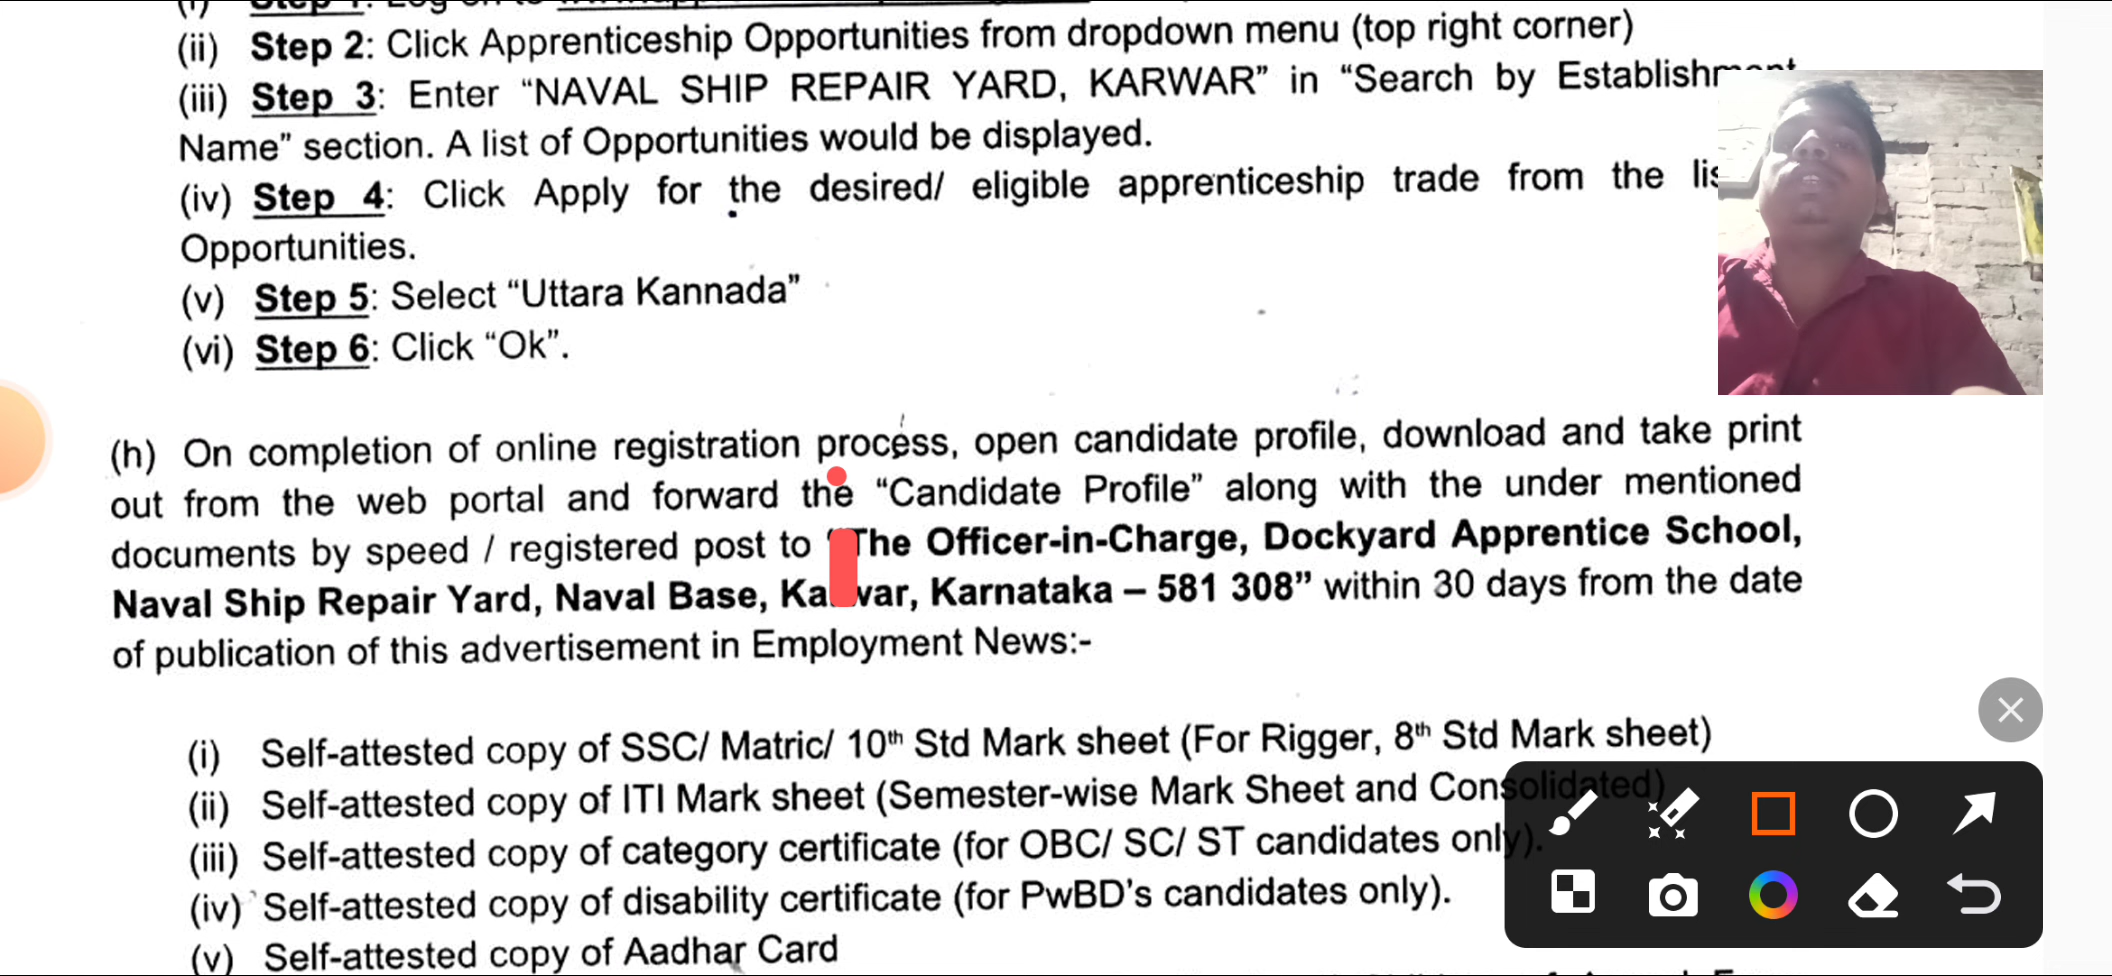 (ii) Step 2: Click Apprenticeship Opportunities from dropdown menu (top right corner)
(iii) Step 3: Enter “NAVAL SHIP REPAIR YARD, KARWAR” in “Search by Establishment
Name” section. A list of Opportunities would be displayed.
(iv) Step 4: Click Apply for the desired/ eligible apprenticeship trade from the
Opportunities.
(v) Step 5: Select “Uttara Kannada”
(vi) Step 6: Click “Ok”.
(h) On completion of online registration process, open candidate profile, download and take print
out from the web portal and forward the “Candidate Profile” along with the under mentioned
documents by speed / registered post to “The Officer-in-Charge, Dockyard Apprentice School,
Naval Ship Repair Yard, Naval Base, Karwar, Karnataka – 581 308” within 30 days from the date
of publication of this advertisement in Employment News:-
(i) Self-attested copy of SSC/ Matric/ 10th Std Mark sheet (For Rigger, 8th Std Mark sheet)
(ii) Self-attested copy of ITI Mark sheet (Semester-wise Mark Sheet and Consolidated)
(iii) Self-attested copy of category certificate (for OBC/ SC/ ST candidates only).
(iv) Self-attested copy of disability certificate (for PwBD's candidates only).
(v) Self-attested copy of Aadhar Card